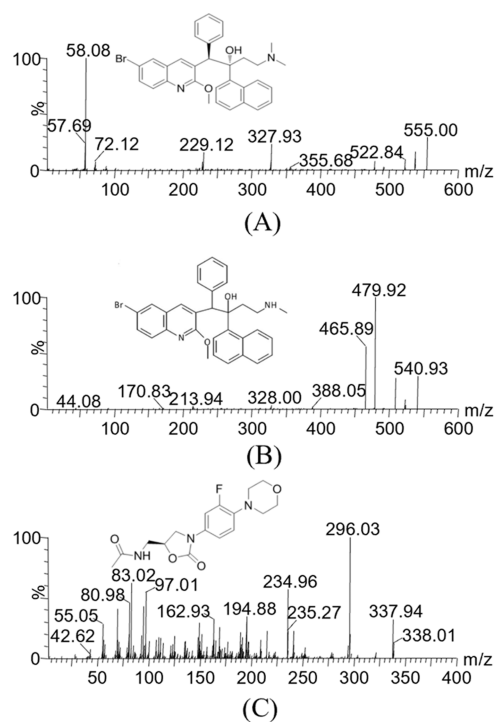 58.08
OH
Br
N
N
O
100
%
57.69
72.12
229.12
327.93
355.68
522.84
555.00
0
100 200 300 400 500 600 m/z
(A)
479.92
OH
Br
NH
N
O
100
465.89
%
540.93
44.08
170.83
213.94
328.00
388.05
0
0 100 200 300 400 500 600 m/z
(B)
F
O
N
N
O
NH
O
O
296.03
100
83.02
80.98
97.01
%
234.96
162.93
194.88
235.27
337.94
55.05
42.62
338.01
0
50 100 150 200 250 300 350 400 m/z
(C)